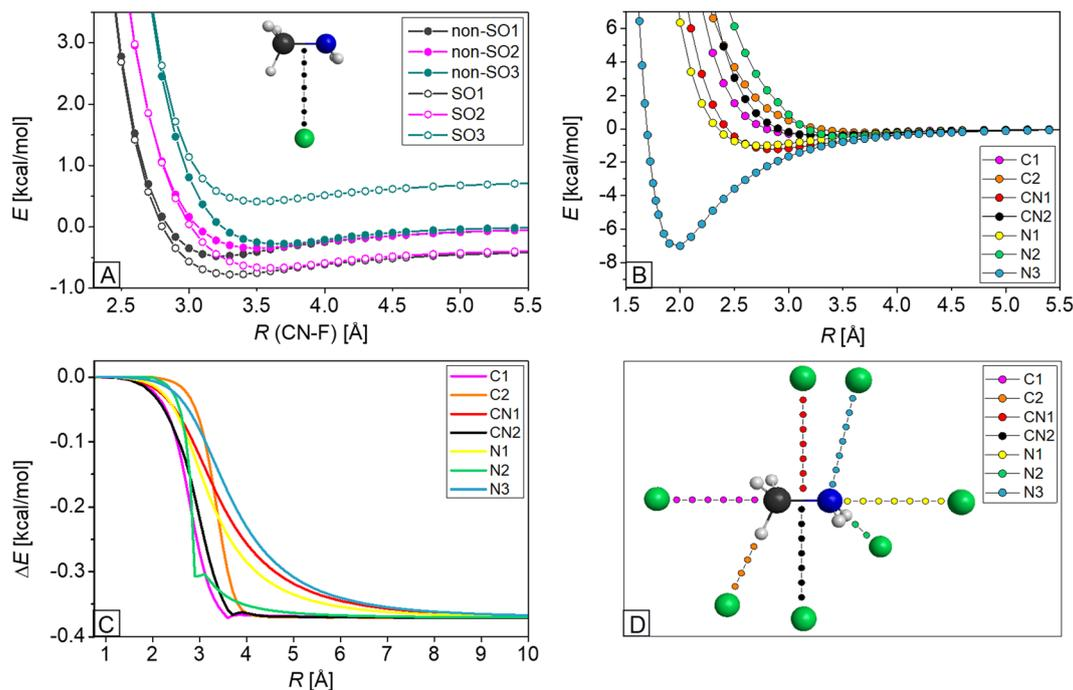 3.0
2.0
1.0
0.0
-1.0
E [kcal/mol]
2.5 3.0 3.5 4.0 4.5 5.0 5.5
R (CN-F) [Å]
non-SO1
non-SO2
non-SO3
SO1
SO2
SO3
A
6
4
2
0
-2
-4
-6
-8
E [kcal/mol]
1.5 2.0 2.5 3.0 3.5 4.0 4.5 5.0 5.5
R [Å]
C1
C2
CN1
CN2
N1
N2
N3
B
0.0
-0.1
-0.2
-0.3
-0.4
ΔE [kcal/mol]
1 2 3 4 5 6 7 8 9 10
R [Å]
C1
C2
CN1
CN2
N1
N2
N3
C
C1
C2
CN1
CN2
N1
N2
N3
D